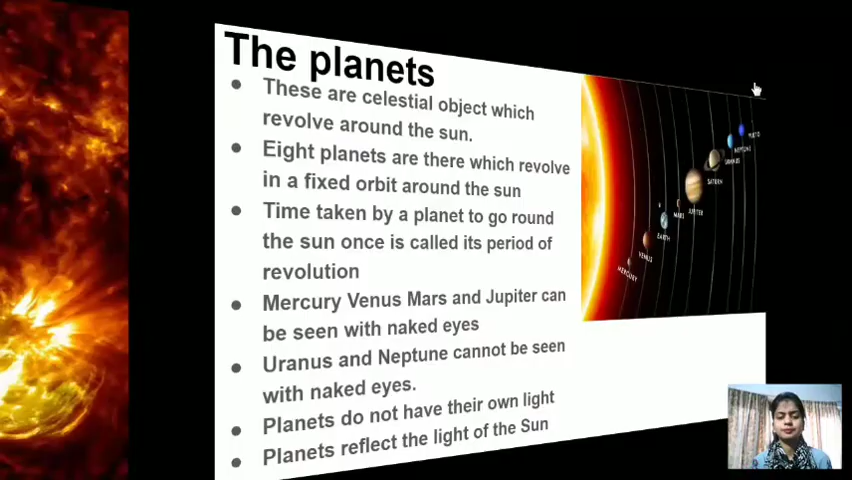 The planets
These are celestial object which
revolve around the sun.
Eight planets are there which revolve
in a fixed orbit around the sun
Time taken by a planet to go round
the sun once is called its period of
revolution
Mercury Venus Mars and Jupiter can
be seen with naked eyes
Uranus and Neptune cannot be seen
with naked eyes.
Planets do not have their own light
Planets reflect the light of the Sun
MERCURY
VENUS
EARTH
MARS
JUPITER
SATURN
URANUS
NEPTUNE
PLUTO